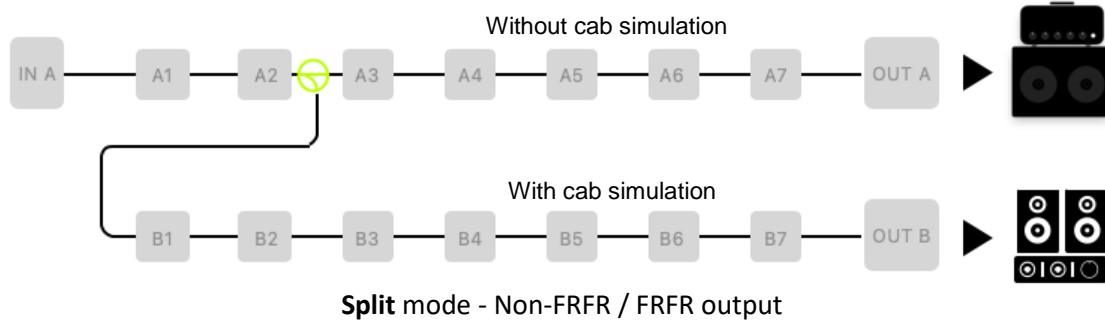 Without cab simulation
IN A A1 A2 A3 A4 A5 A6 A7 OUT A
With cab simulation
B1 B2 B3 B4 B5 B6 B7 OUT B
Split mode - Non-FRFR / FRFR output